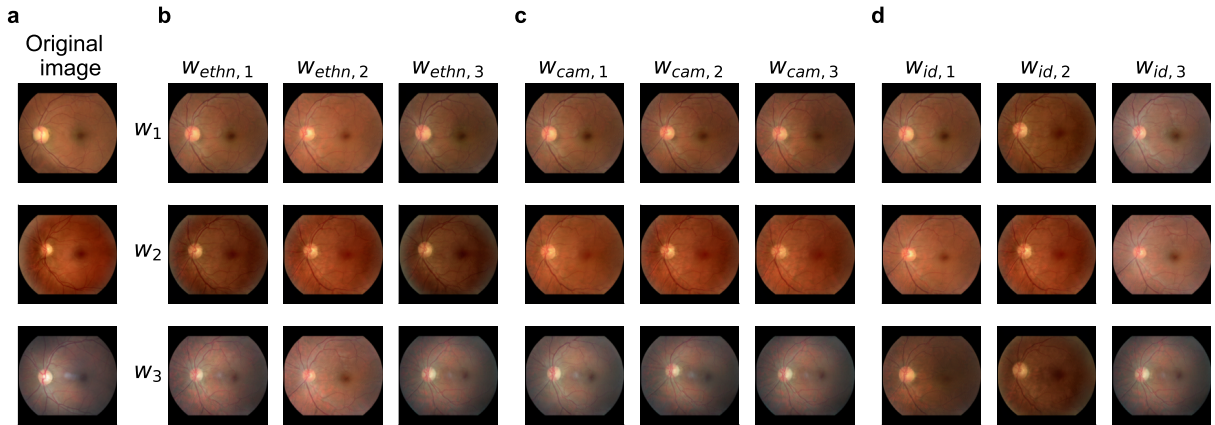 a b c d
Original
image
w_ethn, 1 w_ethn, 2 w_ethn, 3 w_cam, 1 w_cam, 2 w_cam, 3 w_id, 1 w_id, 2 w_id, 3
w_1
w_2
w_3